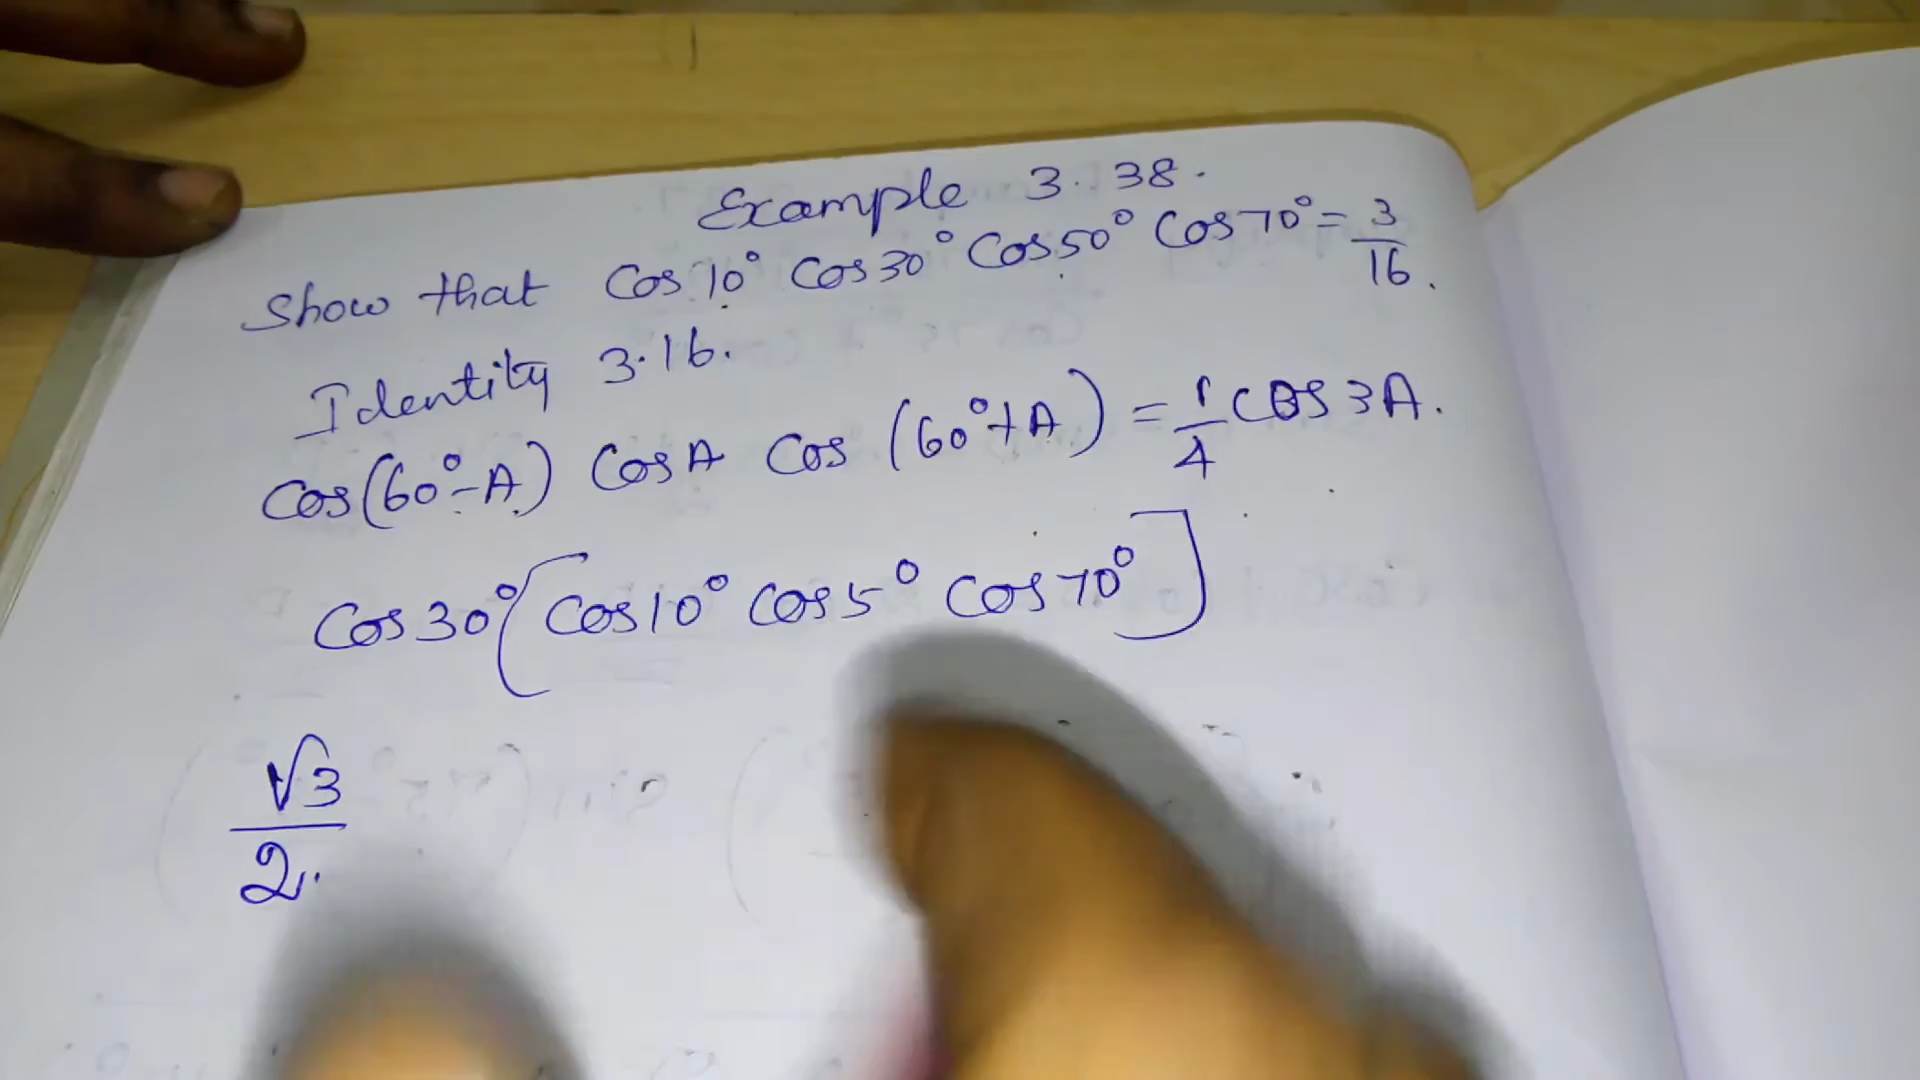 Example 3.38.
Show that Cos 10° Cos 30° Cos 50° Cos 70° = 3/16.
Identity 3.16.
Cos(60°-A) Cos A Cos (60°+A) = 1/4 Cos 3A.
Cos 30° [Cos 10° Cos 5° Cos 70°]
√3/2.